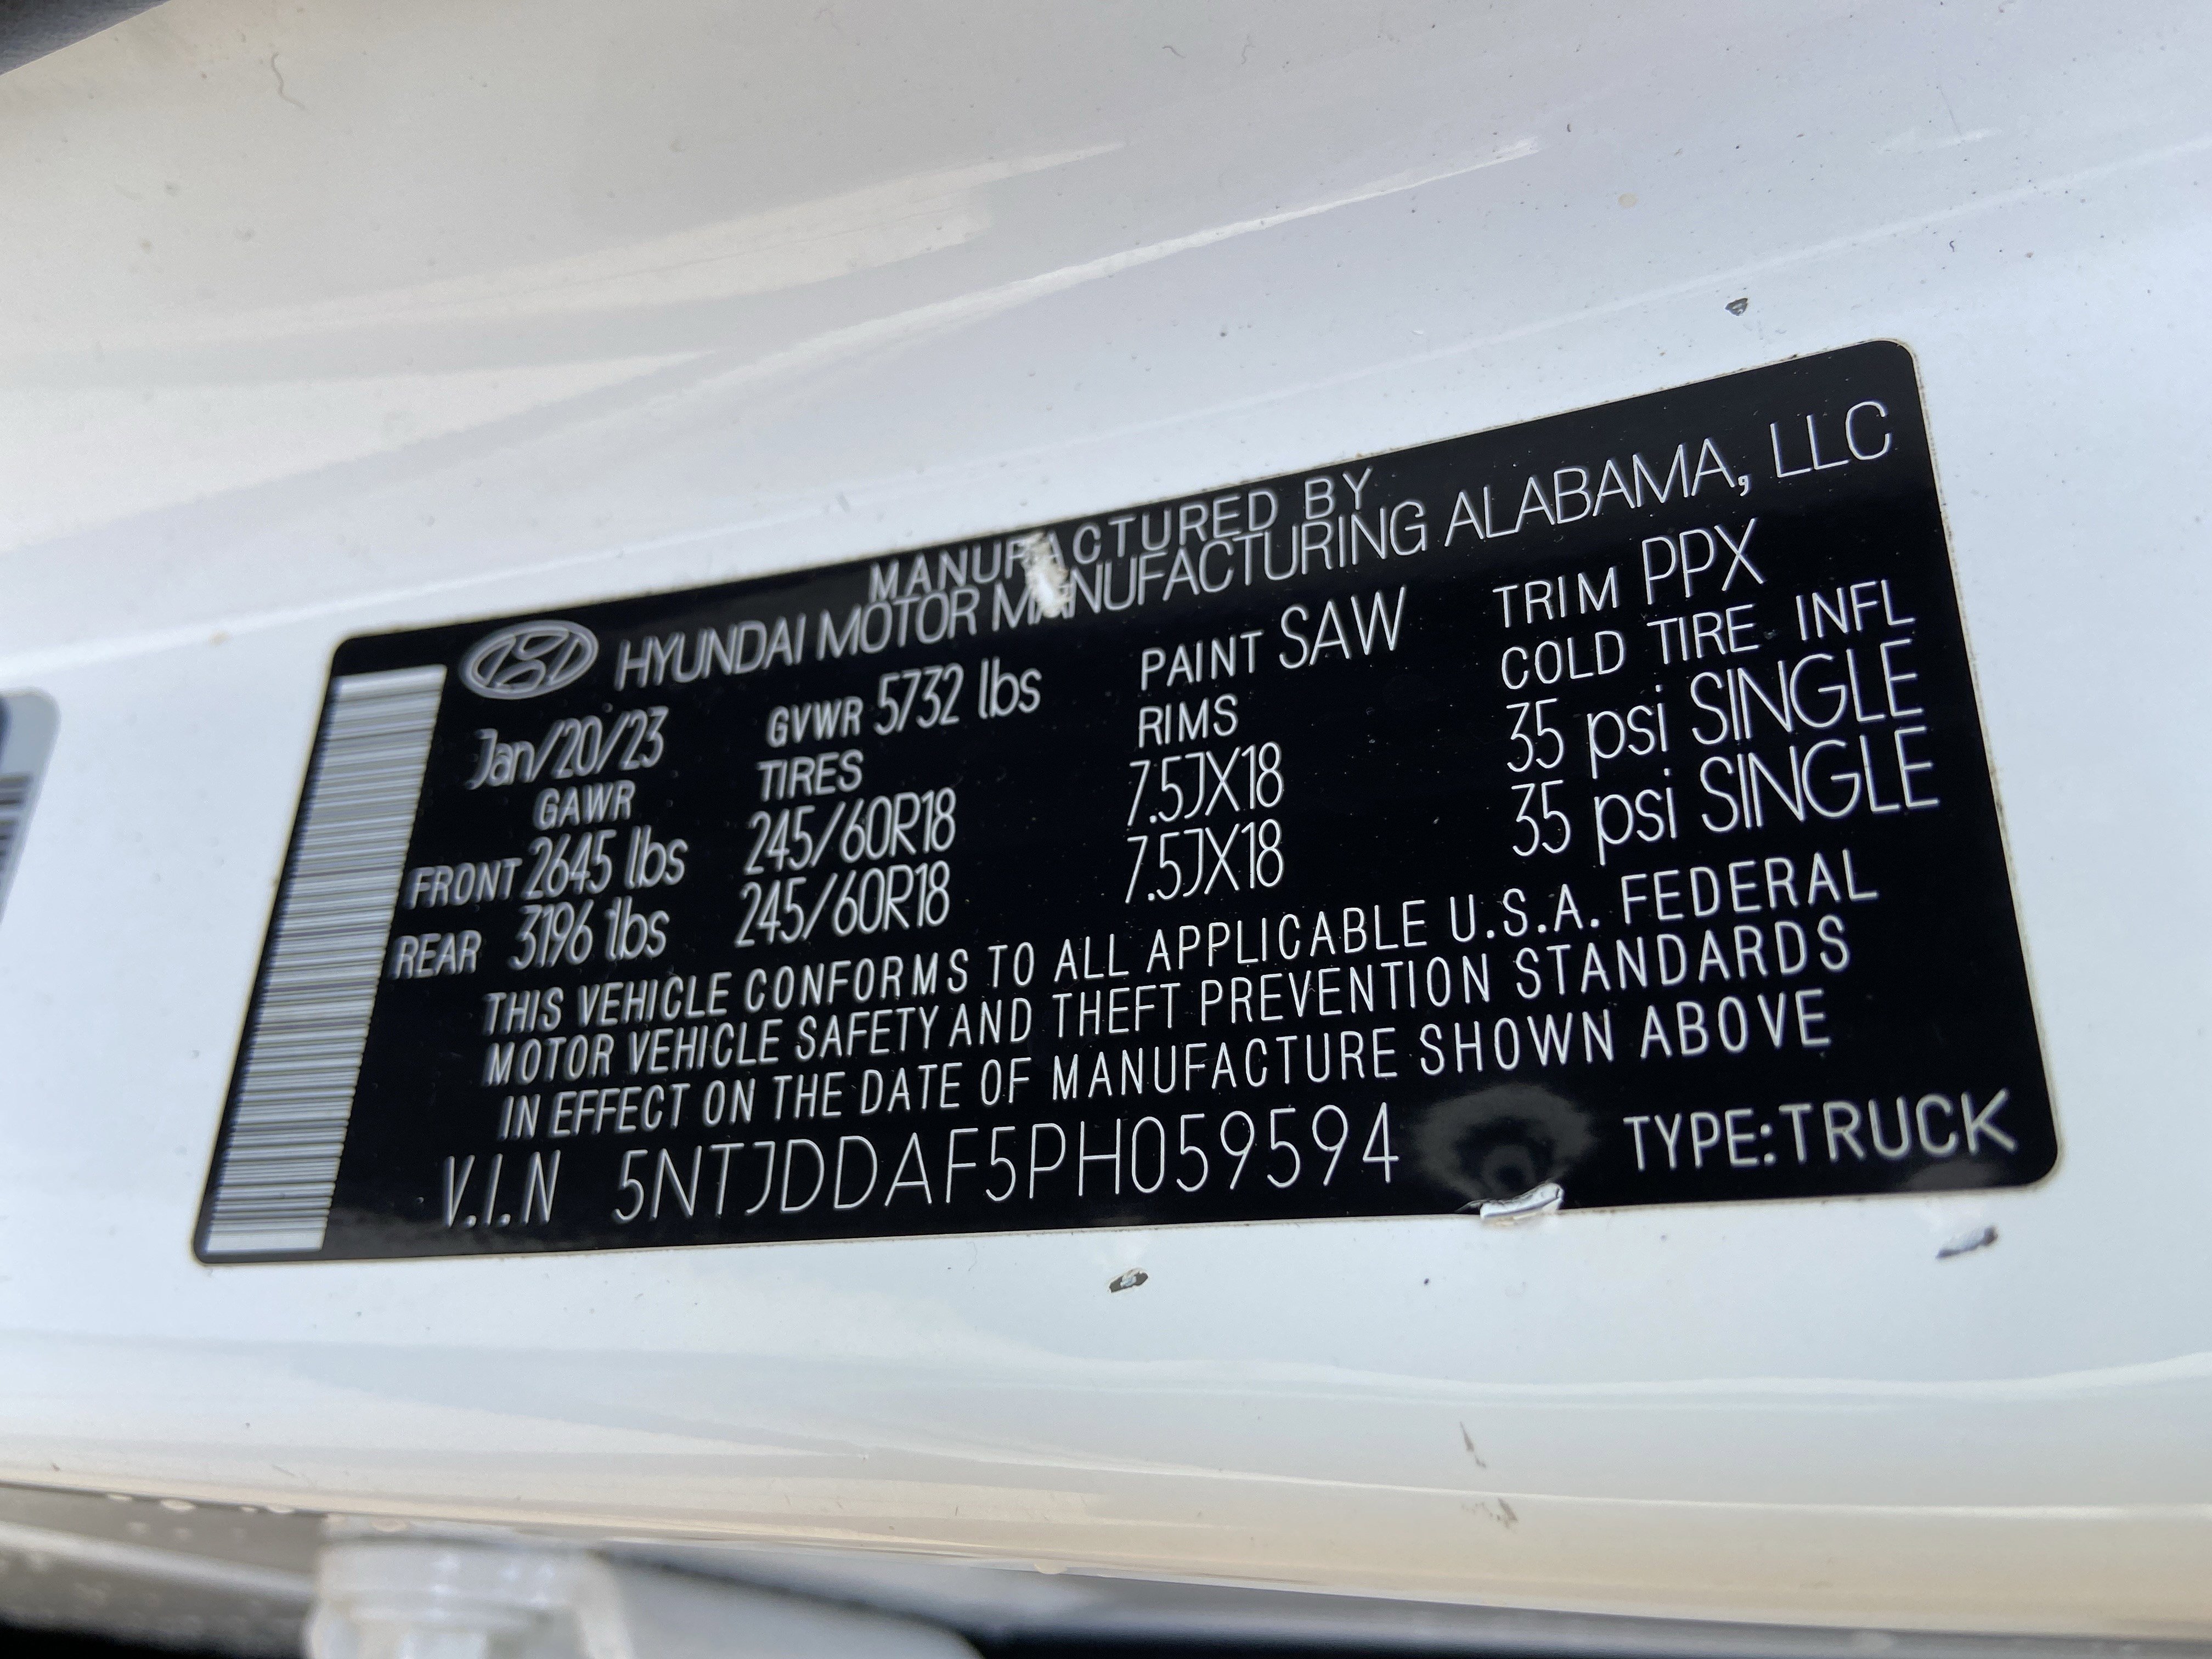 MANUFACTURED BY
HYUNDAI MOTOR MANUFACTURING ALABAMA, LLC
Jan/20/23 GVWR 5732 lbs PAINT SAW TRIM PPX
GAWR TIRES RIMS COLD TIRE INFL
FRONT 2645 lbs 245/60R18 7.5JX18 35 psi SINGLE
REAR 3196 lbs 245/60R18 7.5JX18 35 psi SINGLE
THIS VEHICLE CONFORMS TO ALL APPLICABLE U.S.A. FEDERAL
MOTOR VEHICLE SAFETY AND THEFT PREVENTION STANDARDS
IN EFFECT ON THE DATE OF MANUFACTURE SHOWN ABOVE
V.I.N 5NTJDDAF5PH059594 TYPE:TRUCK